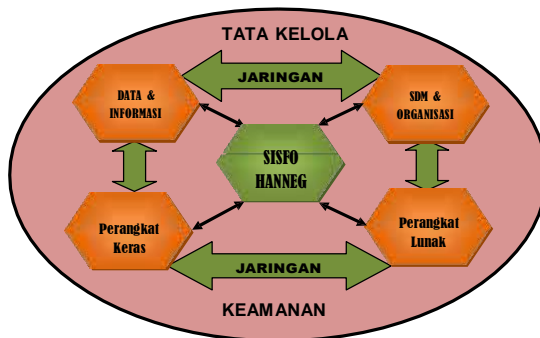 TATA KELOLA
JARINGAN
DATA &
INFORMASI
SDM &
ORGANISASI
SISFO
HANNEG
Perangkat
Keras
Perangkat
Lunak
JARINGAN
KEAMANAN